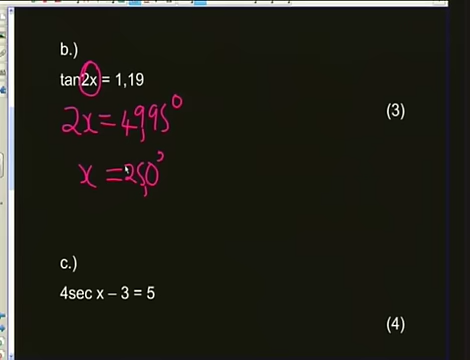 b.)
tan2x = 1,19
2x = 49,95°
(3)
x = 25,0°
c.)
4sec x – 3 = 5
(4)